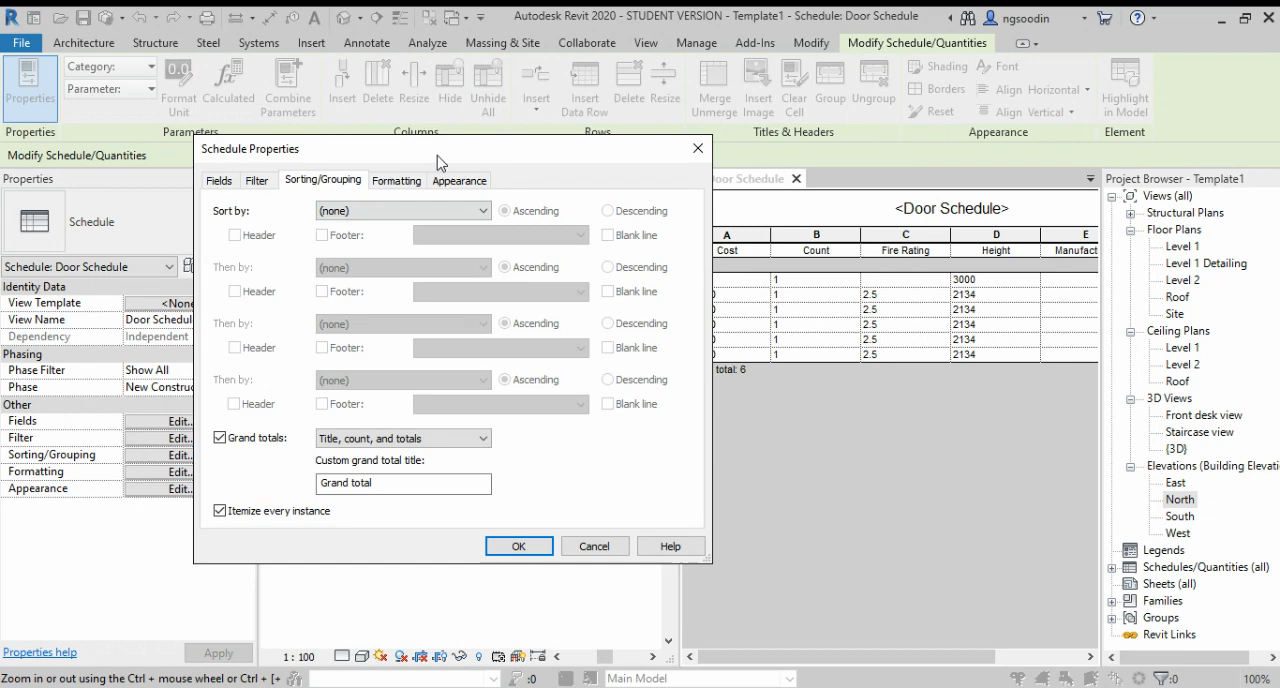 Autodesk Revit 2020 - STUDENT VERSION - Template1 - Schedule: Door Schedule
ngsoodin
File Architecture Structure Steel Systems Insert Annotate Analyze Massing & Site Collaborate View Manage Add-Ins Modify Modify Schedule/Quantities
Properties
Category:
Parameter:
Format Unit
Calculated
Combine Parameters
Insert
Delete
Resize
Hide
Unhide All
Insert
Insert Data Row
Delete
Resize
Merge Unmerge
Insert Image
Clear Cell
Group
Ungroup
Shading
Borders
Reset
Font
Align Horizontal
Align Vertical
Highlight in Model
Properties Parameters Columns Rows Titles & Headers Appearance Element
Modify Schedule/Quantities
Properties
Schedule
Schedule: Door Schedule
Identity Data
View Template <None
View Name Door Schedul
Dependency Independent
Phasing
Phase Filter Show All
Phase New Construc
Other
Fields Edit..
Filter Edit..
Sorting/Grouping Edit..
Formatting Edit..
Appearance Edit..
Properties help
Apply
Schedule Properties
Fields Filter Sorting/Grouping Formatting Appearance
Sort by: (none) Ascending Descending
Header Footer: Blank line
Then by: (none) Ascending Descending
Header Footer: Blank line
Then by: (none) Ascending Descending
Header Footer: Blank line
Then by: (none) Ascending Descending
Header Footer: Blank line
Grand totals: Title, count, and totals
Custom grand total title:
Grand total
Itemize every instance
OK Cancel Help
oor Schedule
<Door Schedule>
A B C D E
Cost Count Fire Rating Height Manufact
1 3000
0 1 2.5 2134
0 1 2.5 2134
0 1 2.5 2134
0 1 2.5 2134
0 1 2.5 2134
total: 6
Project Browser - Template1
Views (all)
Structural Plans
Floor Plans
Level 1
Level 1 Detailing
Level 2
Roof
Site
Ceiling Plans
Level 1
Level 2
Roof
3D Views
Front desk view
Staircase view
{3D}
Elevations (Building Elevatio
East
North
South
West
Legends
Schedules/Quantities (all)
Sheets (all)
Families
Groups
Revit Links
1 : 100
Zoom in or out using the Ctrl + mouse wheel or Ctrl + [+
:0
Main Model
:0
100%